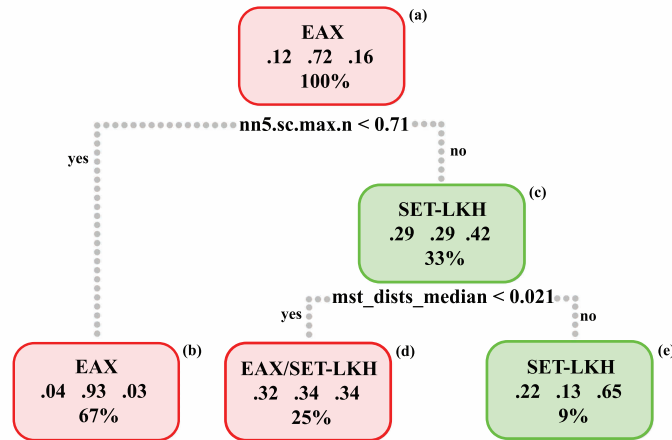 (a)
EAX
.12 .72 .16
100%
nn5.sc.max.n < 0.71
yes
no
(c)
SET-LKH
.29 .29 .42
33%
mst_dists_median < 0.021
yes
no
(b)
EAX
.04 .93 .03
67%
(d)
EAX/SET-LKH
.32 .34 .34
25%
(e)
SET-LKH
.22 .13 .65
9%